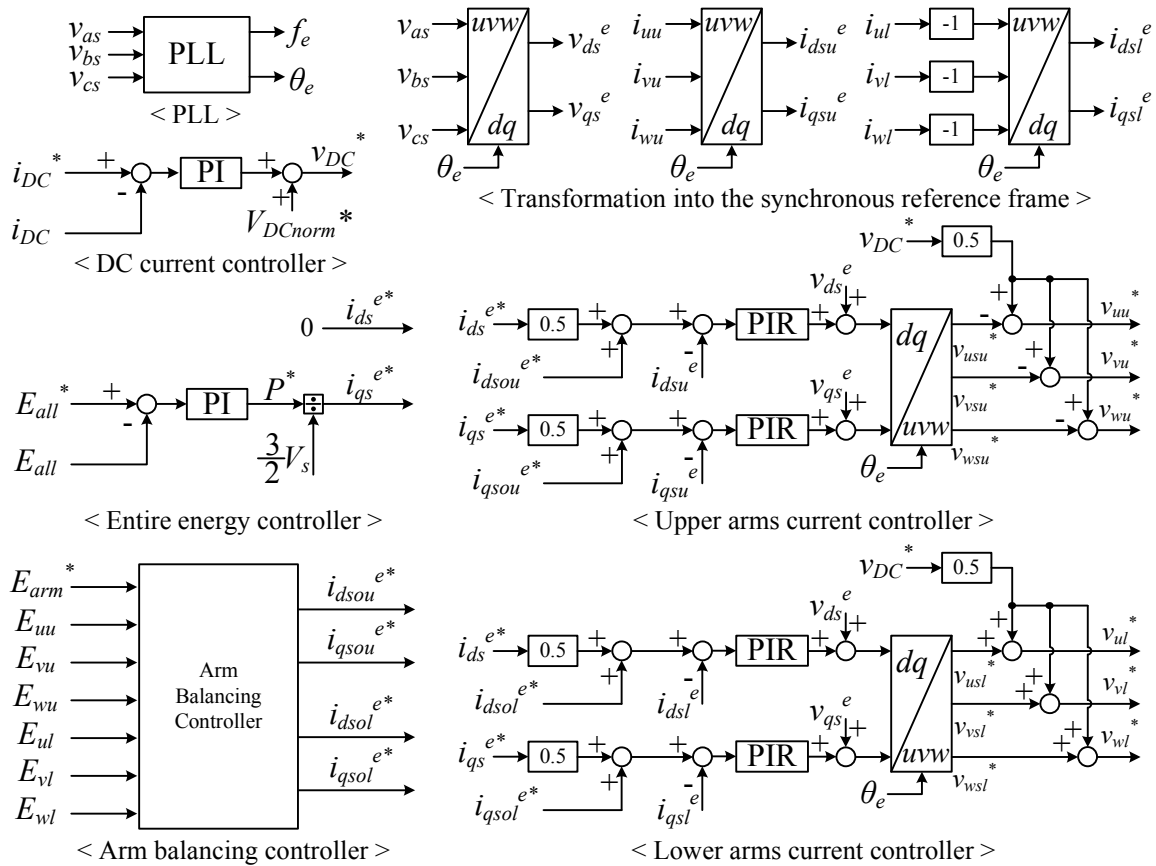 v_as
v_bs
v_cs
PLL
f_e
θ_e
< PLL >
v_as
v_bs
v_cs
uvw
dq
θ_e
v_ds^e
v_qs^e
i_uu
i_vu
i_wu
uvw
dq
θ_e
i_dsu^e
i_qsu^e
i_ul
i_vl
i_wl
-1
-1
-1
uvw
dq
θ_e
i_dsl^e
i_qsl^e
< Transformation into the synchronous reference frame >
i_DC^*
+
-
i_DC
PI
+
+
v_DC^*
V_DCnorm*
< DC current controller >
0
i_ds^e*
E_all^*
+
-
E_all
PI
P^*
÷
i_qs^e*
3/2 V_s
< Entire energy controller >
v_DC^*
0.5
i_ds^e*
0.5
+
+
i_dsou^e*
-
i_dsu^e
PIR
+
+
v_ds^e
i_qs^e*
0.5
+
+
i_qsou^e*
-
i_qsu^e
PIR
+
+
v_qs^e
dq
uvw
θ_e
-
+
v_usu^*
v_uu^*
-
+
v_vsu^*
v_vu^*
-
+
v_wsu^*
v_wu^*
< Upper arms current controller >
E_arm^*
E_uu
E_vu
E_wu
E_ul
E_vl
E_wl
Arm
Balancing
Controller
i_dsou^e*
i_qsou^e*
i_dsol^e*
i_qsol^e*
< Arm balancing controller >
v_DC^*
0.5
i_ds^e*
0.5
+
+
i_dsol^e*
+
-
i_dsl^e
PIR
+
+
v_ds^e
i_qs^e*
0.5
+
+
i_qsol^e*
+
-
i_qsl^e
PIR
+
+
v_qs^e
dq
uvw
θ_e
+
+
v_usl^*
v_ul^*
+
+
v_vsl^*
v_vl^*
+
+
v_wsl^*
v_wl^*
< Lower arms current controller >